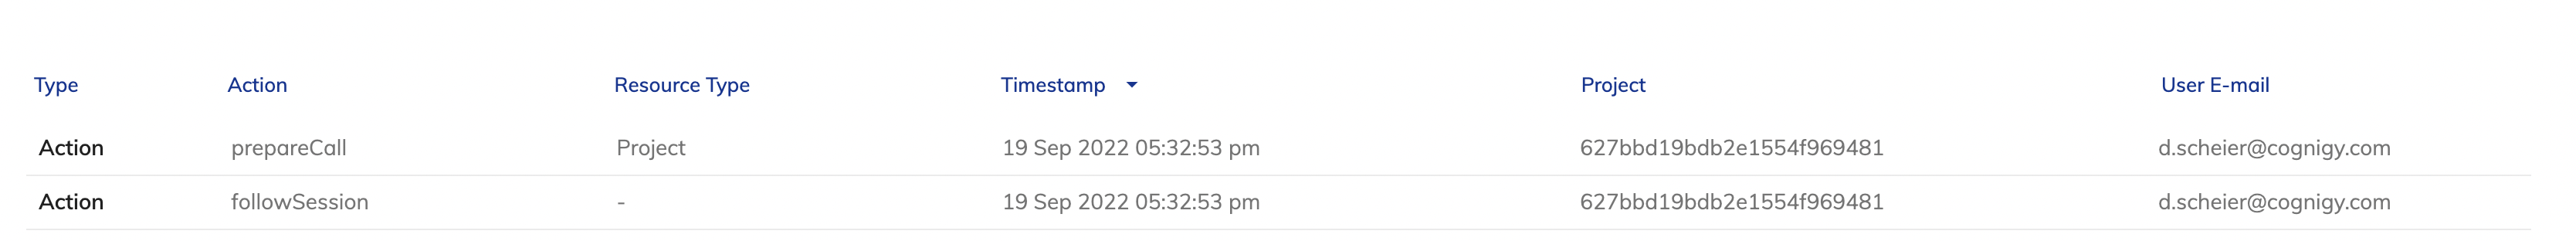 Type Action Resource Type Timestamp Project User E-mail
Action prepareCall Project 19 Sep 2022 05:32:53 pm 627bbd19bdb2e1554f969481 d.scheier@cognigy.com
Action followSession - 19 Sep 2022 05:32:53 pm 627bbd19bdb2e1554f969481 d.scheier@cognigy.com